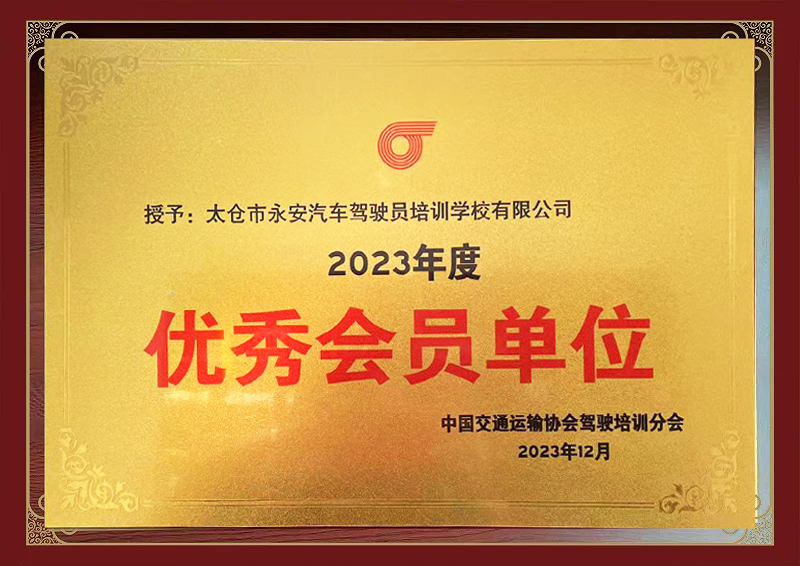 授予：太仓市永安汽车驾驶员培训学校有限公司
2023年度
优秀会员单位
中国交通运输协会驾驶培训分会
2023年12月